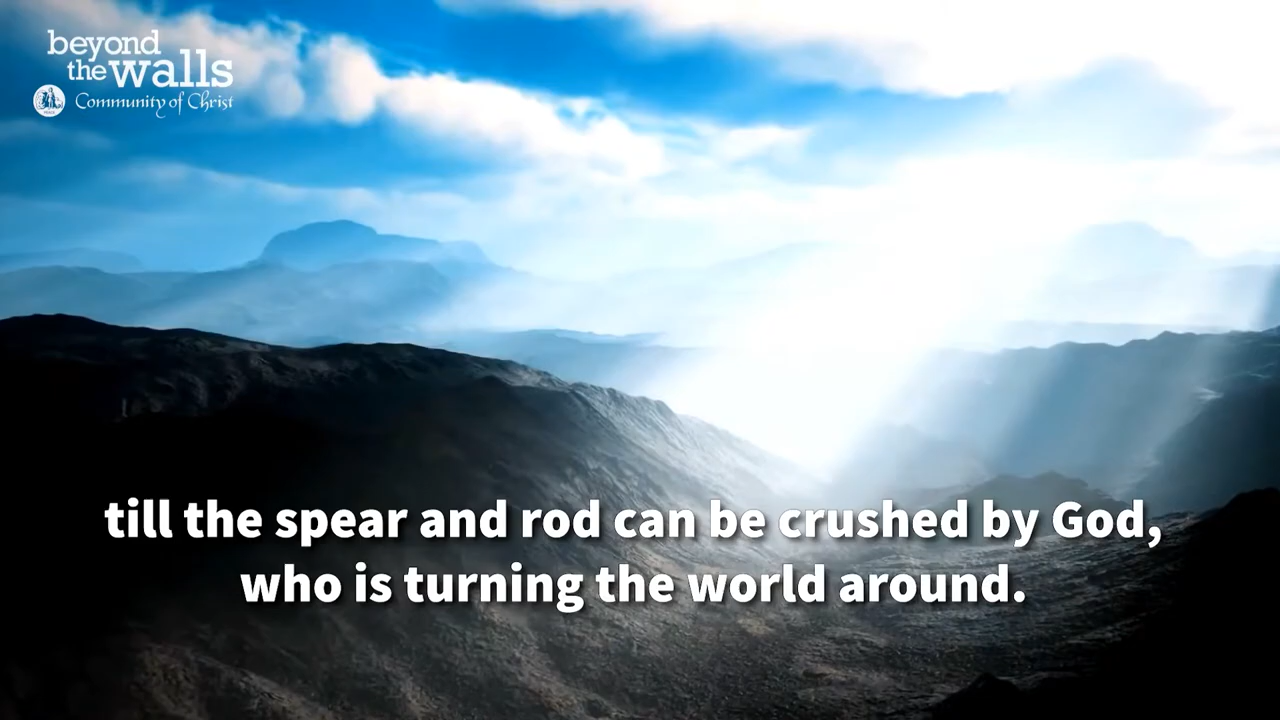 beyond
the walls
Community of Christ
till the spear and rod can be crushed by God,
who is turning the world around.